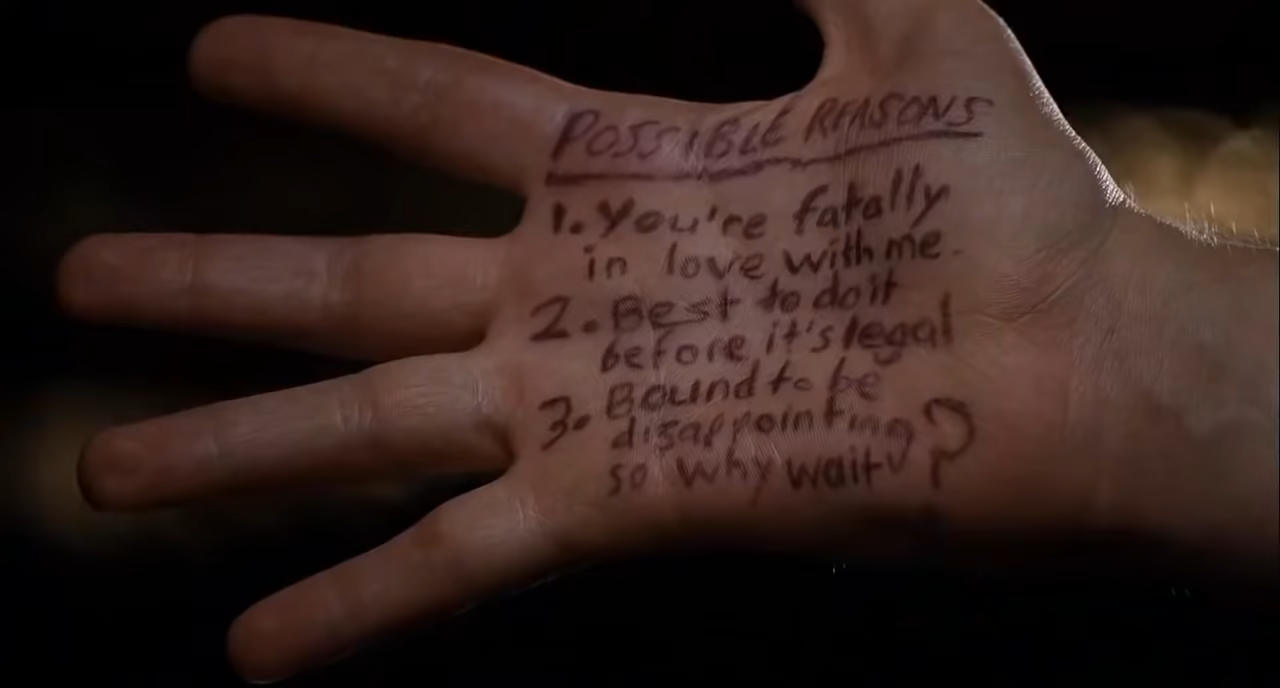 POSSIBLE REASONS
1. You're fatally
in love with me.
2. Best to do it
before it's legal
3. Bound to be
disappointing
so why wait?